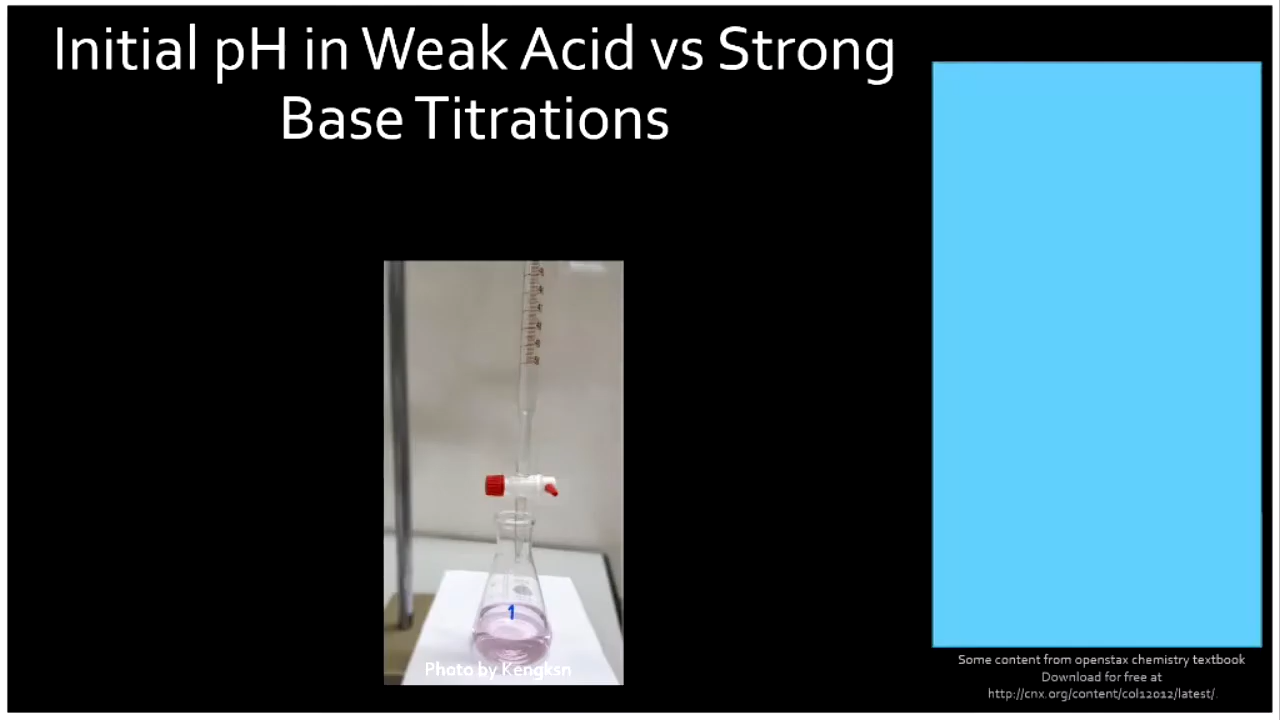 Initial pH in Weak Acid vs Strong
Base Titrations
1
Photo by Kengksn
Some content from openstax chemistry textbook
Download for free at
http://cnx.org/content/col12012/latest/.